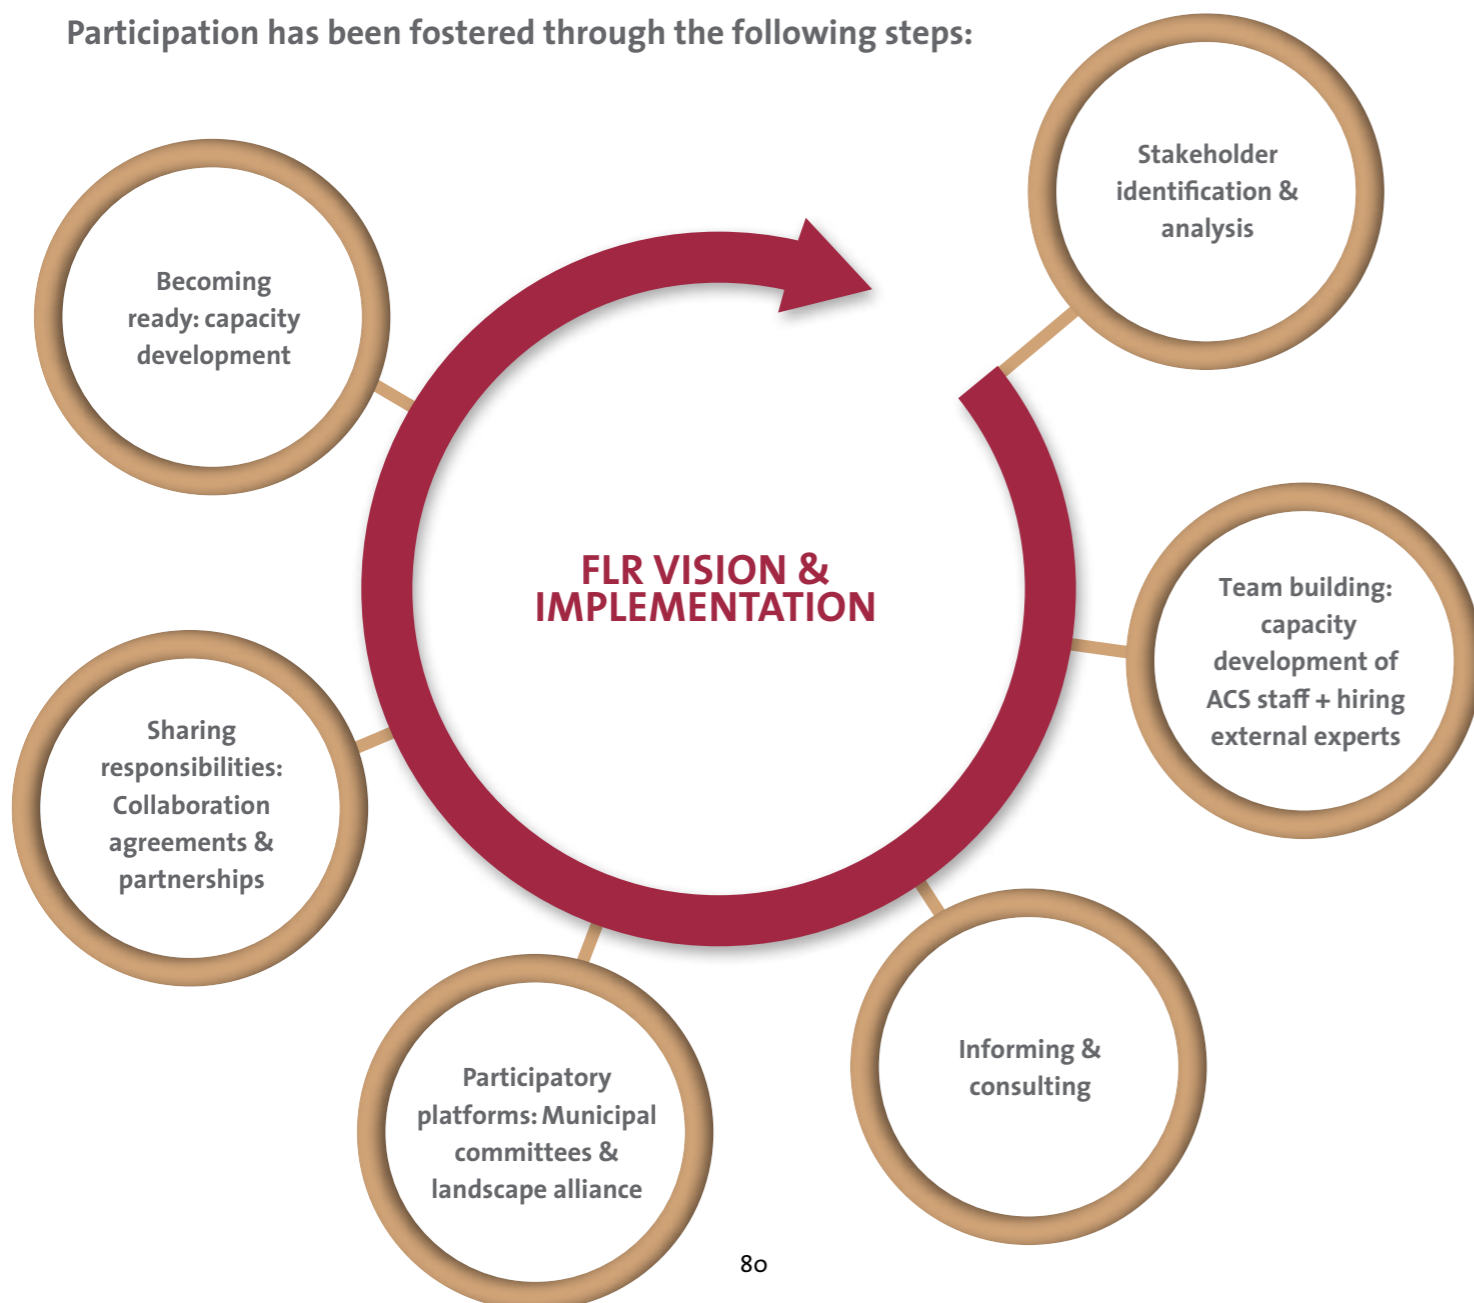 Participation has been fostered through the following steps:
Stakeholder
identification &
analysis
Team building:
capacity
development of
ACS staff + hiring
external experts
Informing &
consulting
Participatory
platforms: Municipal
committees &
landscape alliance
Sharing
responsibilities:
Collaboration
agreements &
partnerships
Becoming
ready: capacity
development
FLR VISION &
IMPLEMENTATION
80